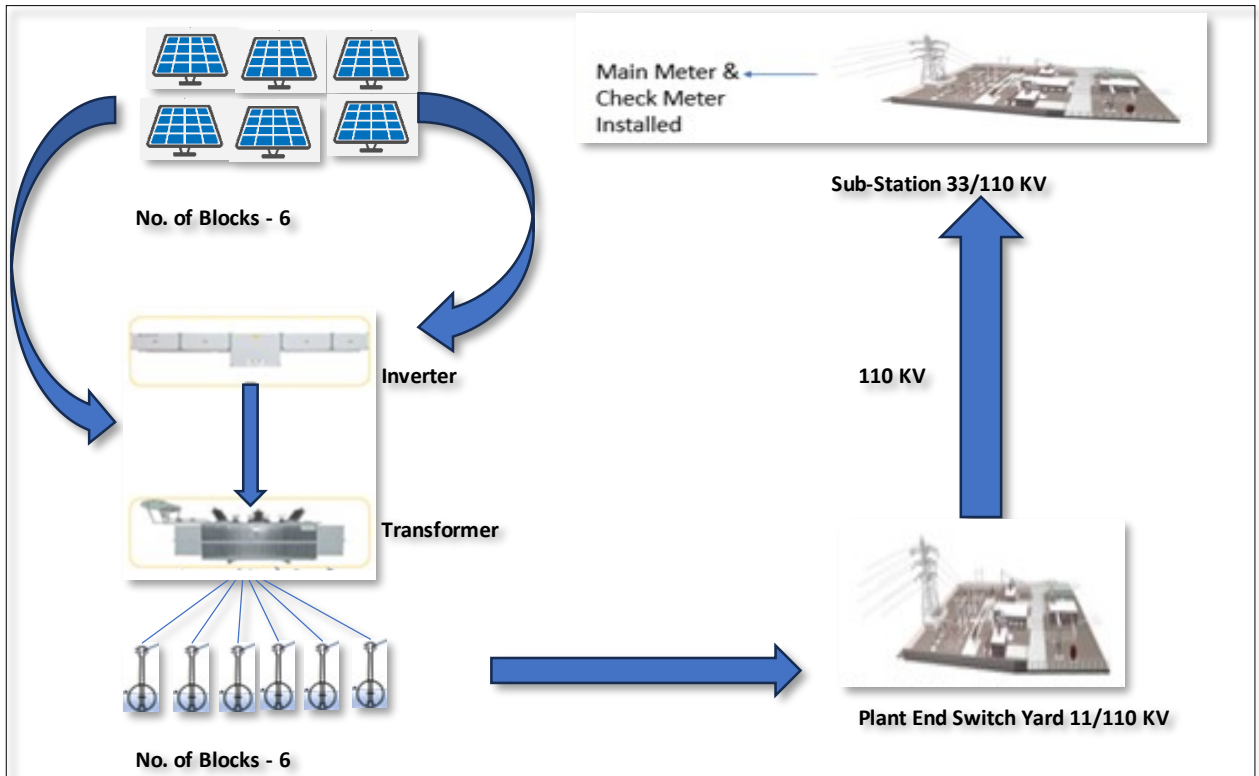 Main Meter &
Check Meter
Installed
Sub-Station 33/110 KV
No. of Blocks - 6
Inverter
110 KV
Transformer
Plant End Switch Yard 11/110 KV
No. of Blocks - 6